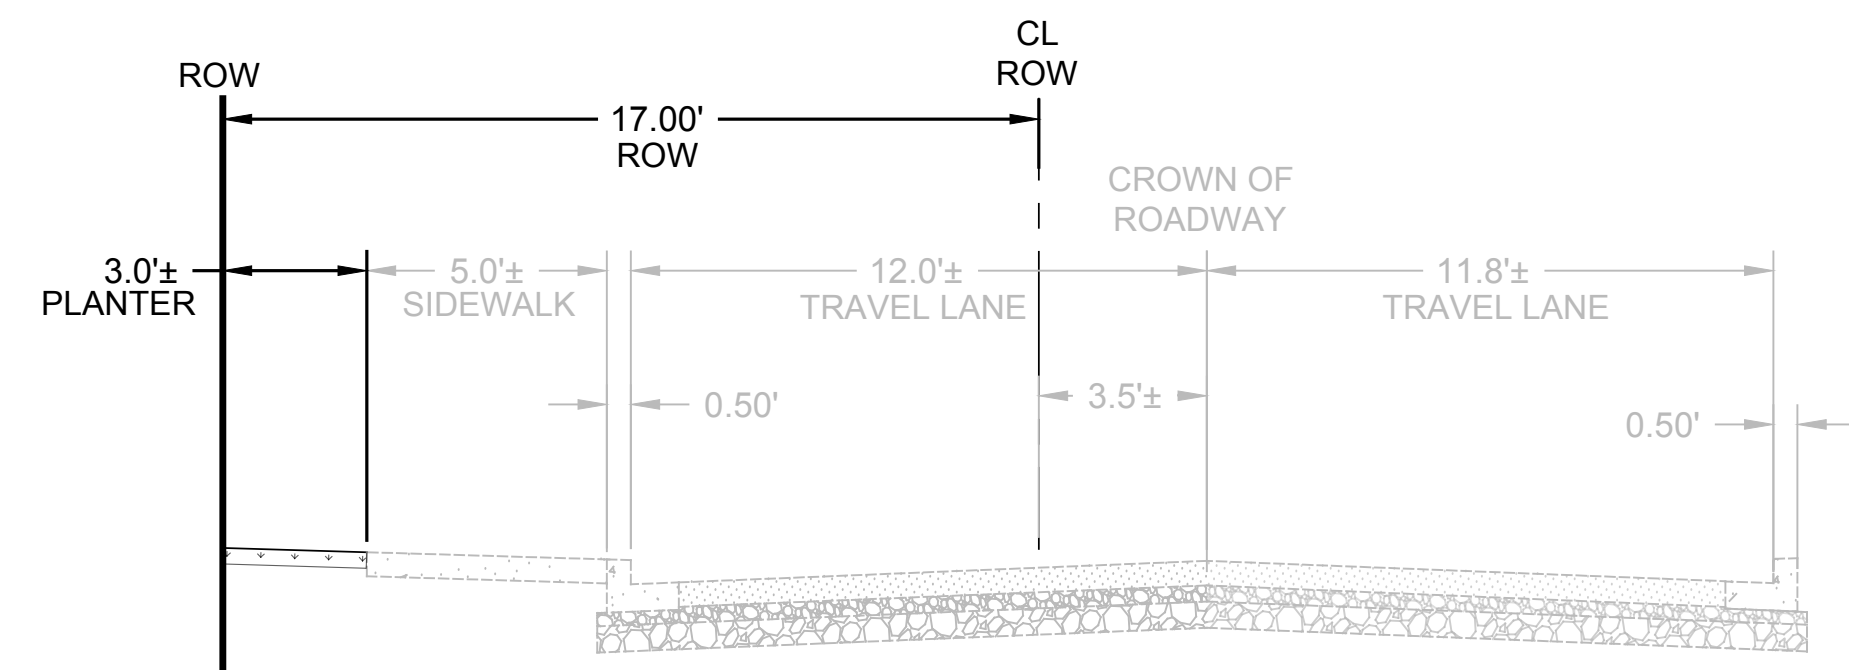 CL
ROW
ROW
17.00'
ROW
CROWN OF
ROADWAY
3.0'±
PLANTER
5.0'±
SIDEWALK
12.0'±
TRAVEL LANE
11.8'±
TRAVEL LANE
0.50'
3.5'±
0.50'